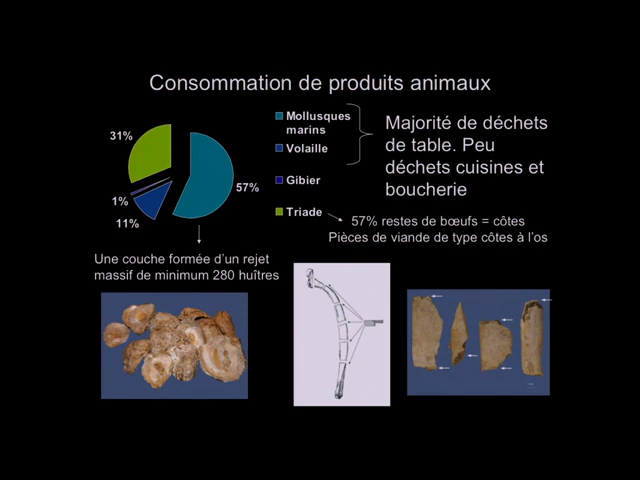 Consommation de produits animaux
31%
57%
1%
11%
Mollusques
marins
Volaille
Gibier
Triade
Majorité de déchets
de table. Peu
déchets cuisines et
boucherie
57% restes de bœufs = côtes
Pièces de viande de type côtes à l'os
Une couche formée d'un rejet
massif de minimum 280 huîtres